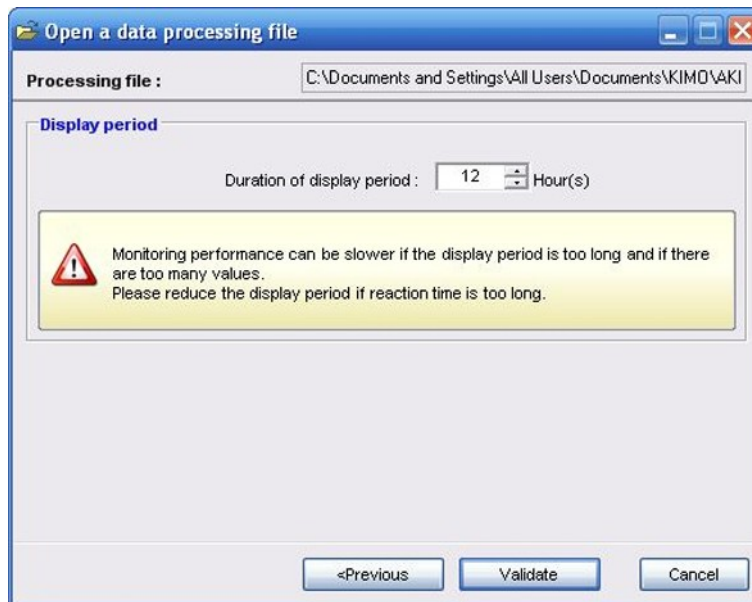 Open a data processing file
Processing file : C:\Documents and Settings\All Users\Documents\KIMO\AKI
Display period
Duration of display period : 12 Hour(s)
Monitoring performance can be slower if the display period is too long and if there
are too many values.
Please reduce the display period if reaction time is too long.
<Previous Validate Cancel